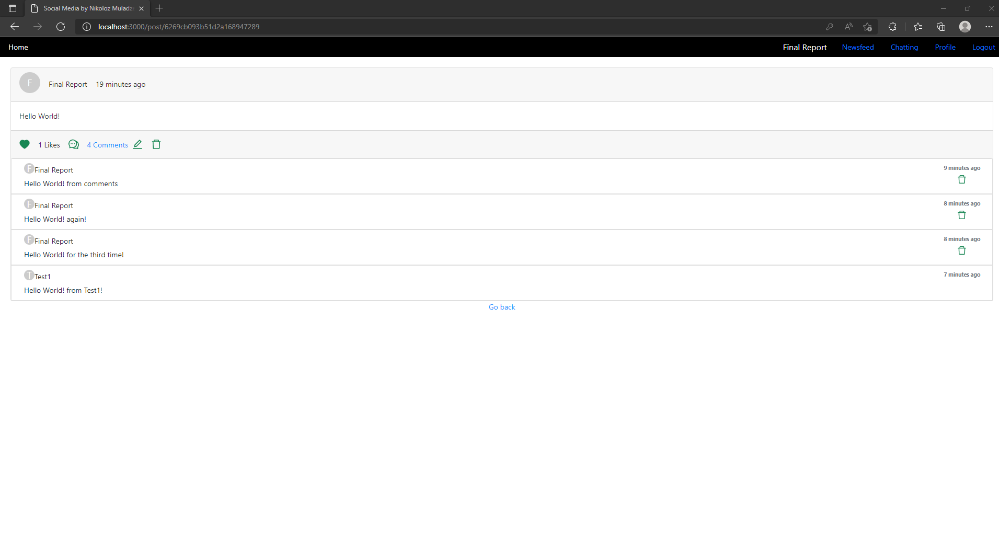 Social Media by Nikoloz Muladz
localhost:3000/post/6269cb093b51d2a168947289
Home Final Report Newsfeed Chatting Profile Logout
F Final Report 19 minutes ago
Hello World!
1 Likes 4 Comments
F Final Report 9 minutes ago
Hello World! from comments
F Final Report 8 minutes ago
Hello World! again!
F Final Report 8 minutes ago
Hello World! for the third time!
T Test1 7 minutes ago
Hello World! from Test1!
Go back